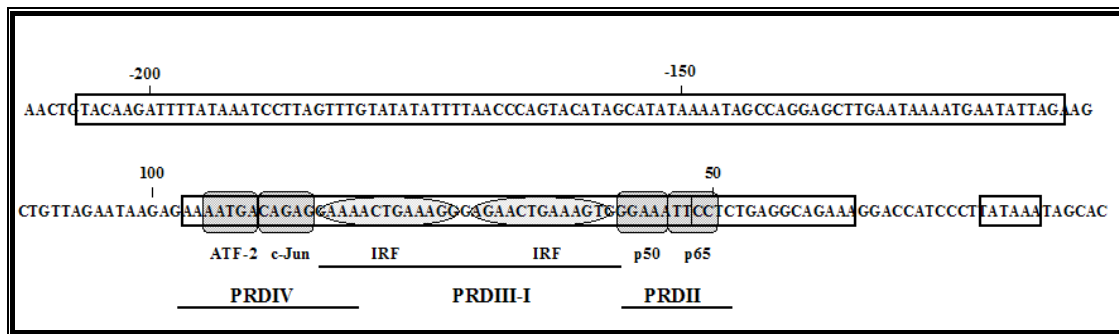 -200 -150
AACTGTACAAGATTTTATAAATCCTTAGTTTGTATATATTTTAACCCAGTACATAGCATATAAAATAGCCAGGAGCTTGAATAAAATGAATATTAGAAG
100 50
CTGTTAGAATAAGAGAAAATGACAGAGGAAAACTGAAAGGGAGAACTGAAAGTGGGAAATTCCTCTGAGGCAGAAAGGACCATCCCTTATAAATAGCAC
ATF-2 c-Jun IRF IRF p50 p65
PRDIV PRDIII-I PRDII